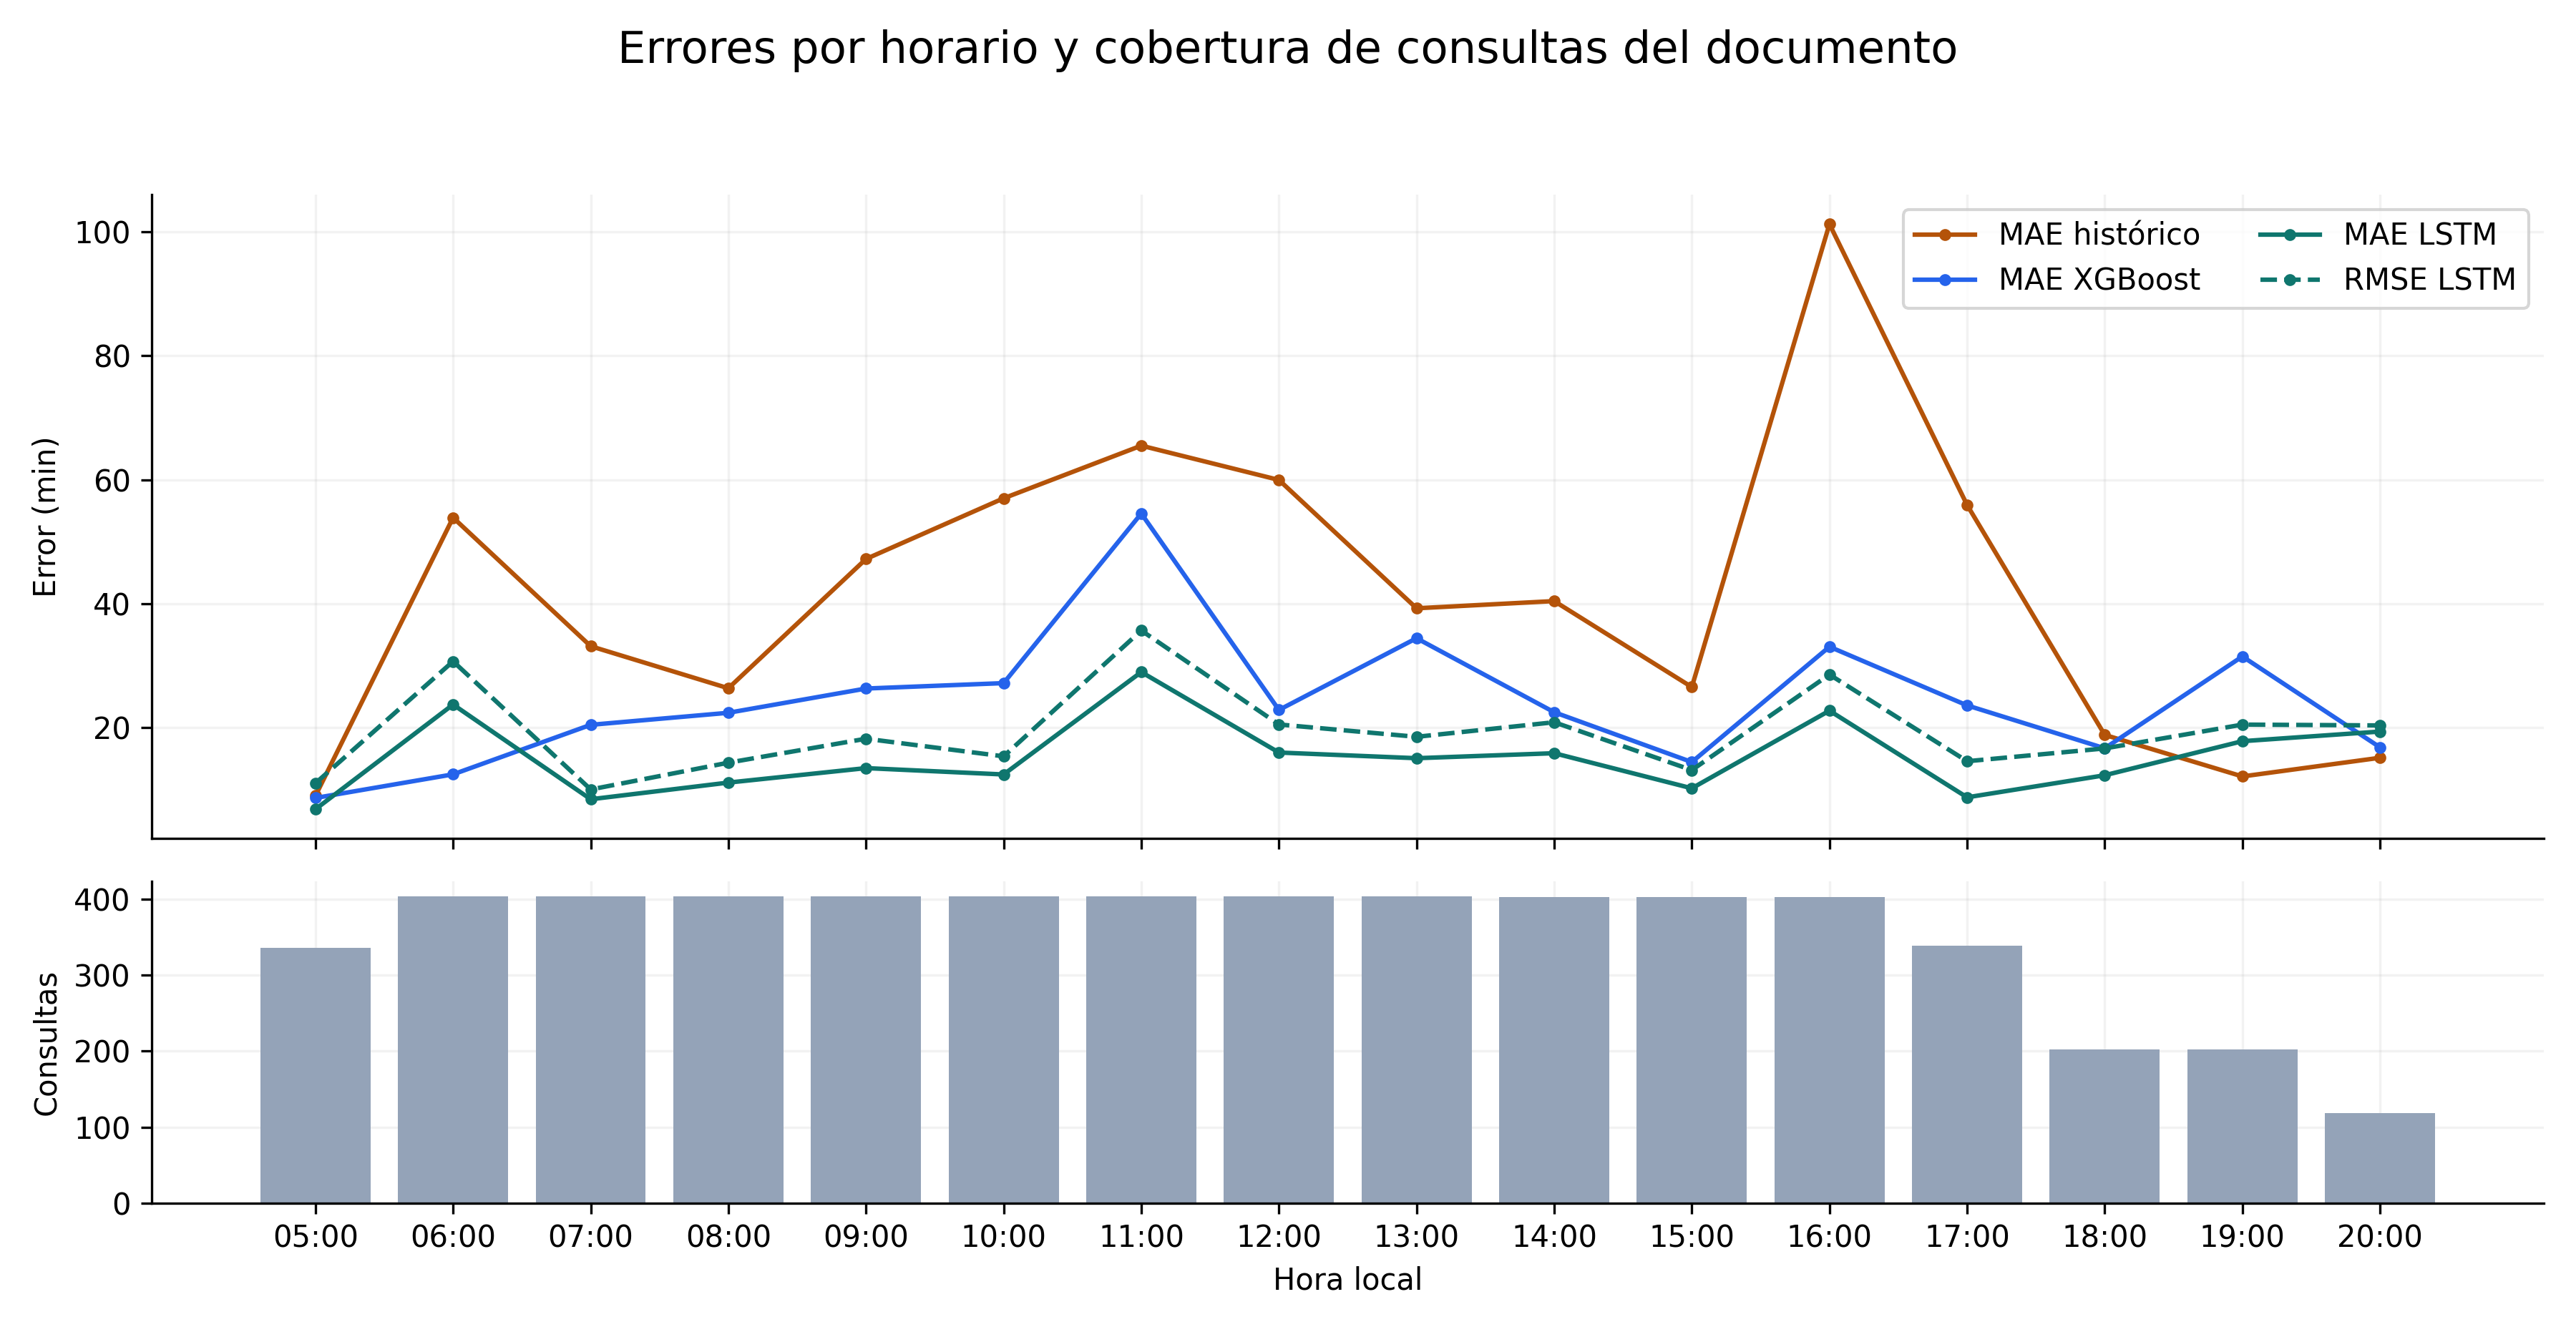 Errores por horario y cobertura de consultas del documento
MAE histórico
MAE XGBoost
MAE LSTM
RMSE LSTM
Error (min)
100
80
60
40
20
Consultas
400
300
200
100
0
05:00 06:00 07:00 08:00 09:00 10:00 11:00 12:00 13:00 14:00 15:00 16:00 17:00 18:00 19:00 20:00
Hora local